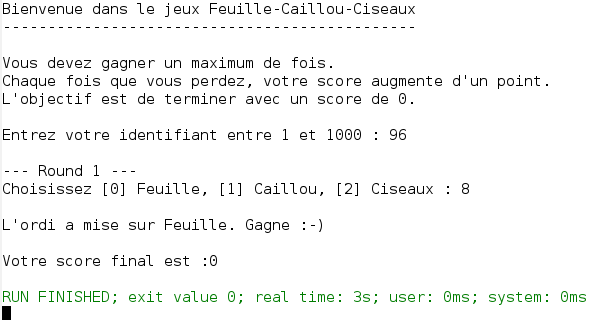 Bienvenue dans le jeux Feuille-Caillou-Ciseaux
----------------------------------------------
Vous devez gagner un maximum de fois.
Chaque fois que vous perdez, votre score augmente d'un point.
L'objectif est de terminer avec un score de 0.
Entrez votre identifiant entre 1 et 1000 : 96
--- Round 1 ---
Choisissez [0] Feuille, [1] Caillou, [2] Ciseaux : 8
L'ordi a mise sur Feuille. Gagne :-)
Votre score final est :0
RUN FINISHED; exit value 0; real time: 3s; user: 0ms; system: 0ms